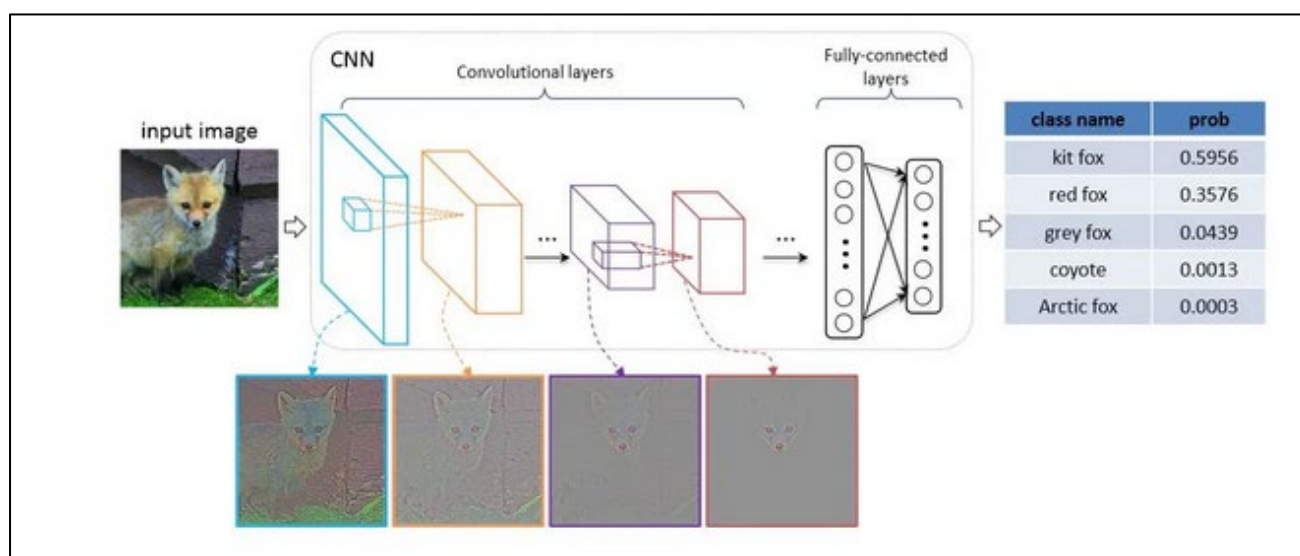 CNN
Convolutional layers
Fully-connected
layers
input image
...
...
class name prob
kit fox 0.5956
red fox 0.3576
grey fox 0.0439
coyote 0.0013
Arctic fox 0.0003